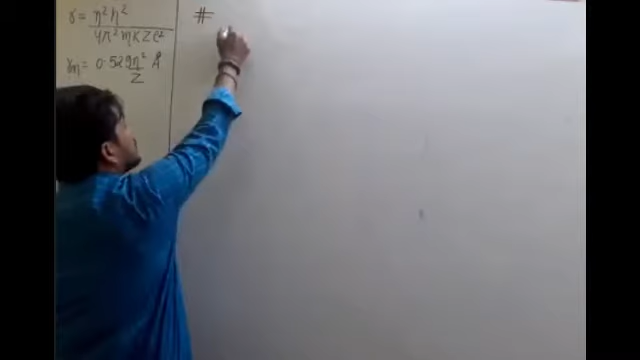 r = n²h²
4π²mKZe²
rn = 0.529n² Å
Z
#